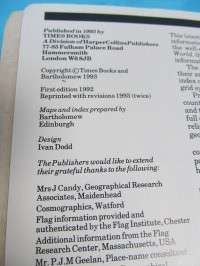 Published in 1993 by
TIMES BOOKS
A Division of HarperCollinsPublishers
77-85 Fulham Palace Road
Hammersmith
London W6 8JB
Copyright © Times Books and
Bartholomew 1993
First edition 1992
Reprinted with revisions 1993 (twice)
Maps and index prepared by
Bartholomew
Edinburgh
Design
Ivan Dodd
The Publishers would like to extend
their grateful thanks to the following:
Mrs J Candy, Geographical Research
Associates, Maidenhead
Cosmographics, Watford
Flag information provided and
authenticated by the Flag Institute, Chester
Additional information from the Flag
Research Center, Massachusetts, USA
Mr. P.J.M Geelan, Place-name consultant